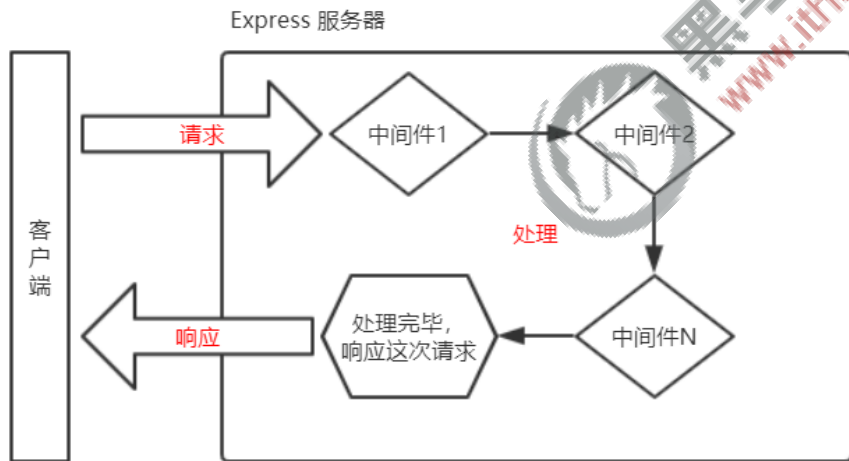 Express 服务器
请求
中间件1
中间件2
客
户
端
处理
响应
处理完毕，
响应这次请求
中间件N